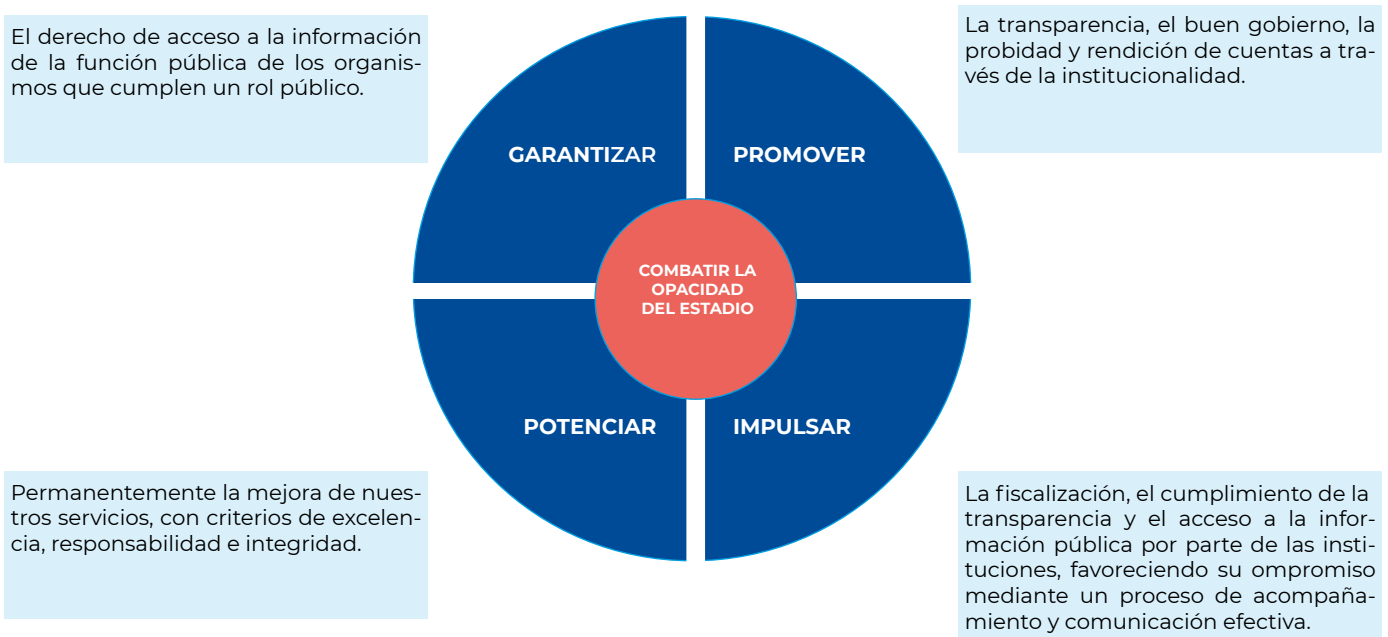 El derecho de acceso a la información
de la función pública de los organis-
mos que cumplen un rol público.
La transparencia, el buen gobierno, la
probidad y rendición de cuentas a tra-
vés de la institucionalidad.
GARANTIZAR
PROMOVER
COMBATIR LA
OPACIDAD
DEL ESTADIO
POTENCIAR
IMPULSAR
Permanentemente la mejora de nues-
tros servicios, con criterios de excelen-
cia, responsabilidad e integridad.
La fiscalización, el cumplimiento de la
transparencia y el acceso a la infor-
mación pública por parte de las insti-
tuciones, favoreciendo su ompromiso
mediante un proceso de acompaña-
miento y comunicación efectiva.